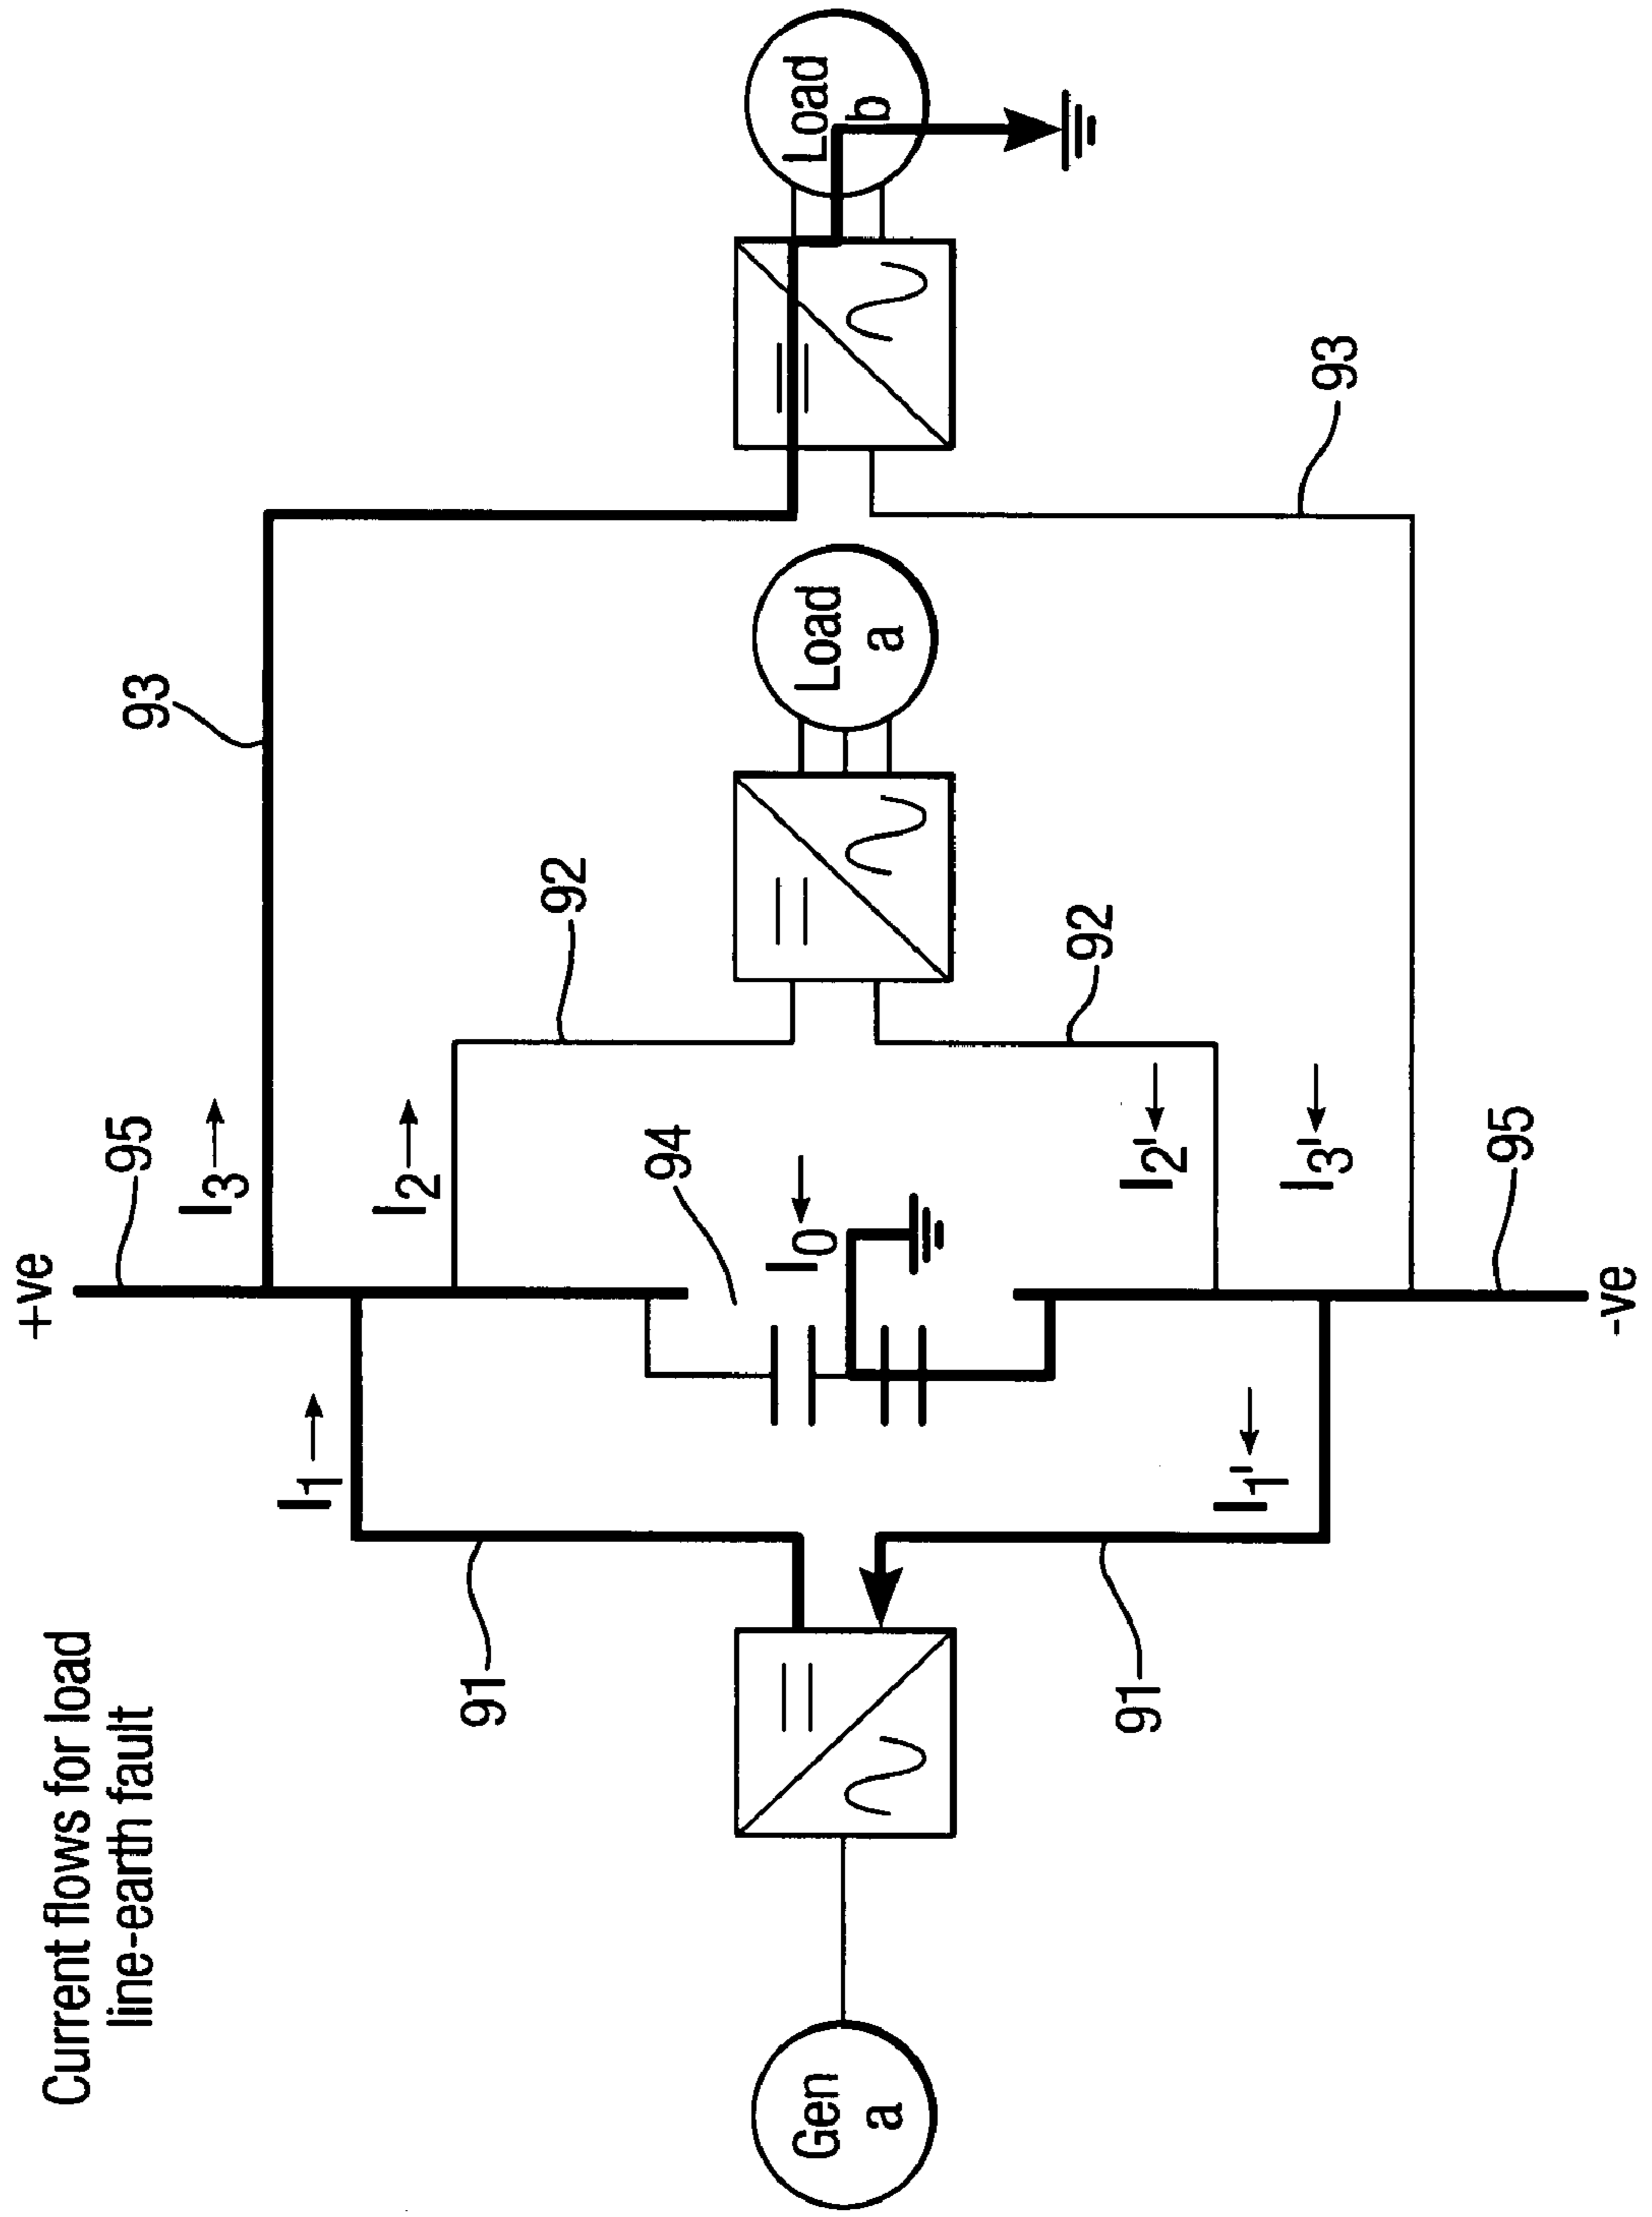 Current flows for load
line-earth fault
+ve
95
93
I3
I2
I1
92
91
94
I0
Gen
a
Load
a
Load
b
92
93
I2'
I3'
I1'
91
95
-ve